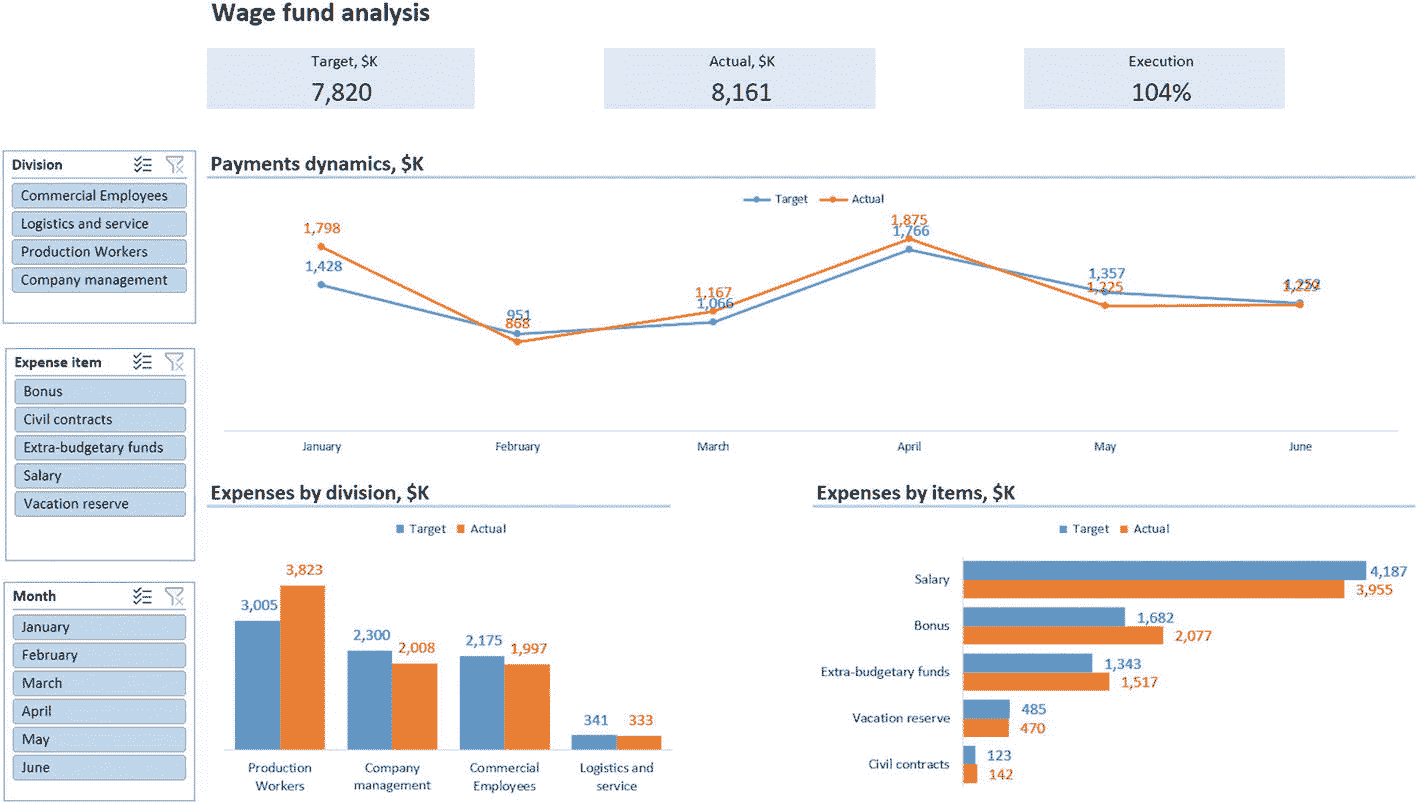 Wage fund analysis
Target, $K
7,820
Actual, $K
8,161
Execution
104%
Division
Commercial Employees
Logistics and service
Production Workers
Company management
Expense item
Bonus
Civil contracts
Extra-budgetary funds
Salary
Vacation reserve
Month
January
February
March
April
May
June
Payments dynamics, $K
Target Actual
1,798
1,428
951
868
1,167
1,066
1,875
1,766
1,357
1,225
January February March April May June
Expenses by division, $K
Target Actual
3,005 3,823
2,300 2,008
2,175 1,997
341 333
Production Company Commercial Logistics and
Workers management Employees service
Expenses by items, $K
Target Actual
Salary 4,187
3,955
Bonus 1,682
2,077
Extra-budgetary funds 1,343
1,517
Vacation reserve 485
470
Civil contracts 123
142